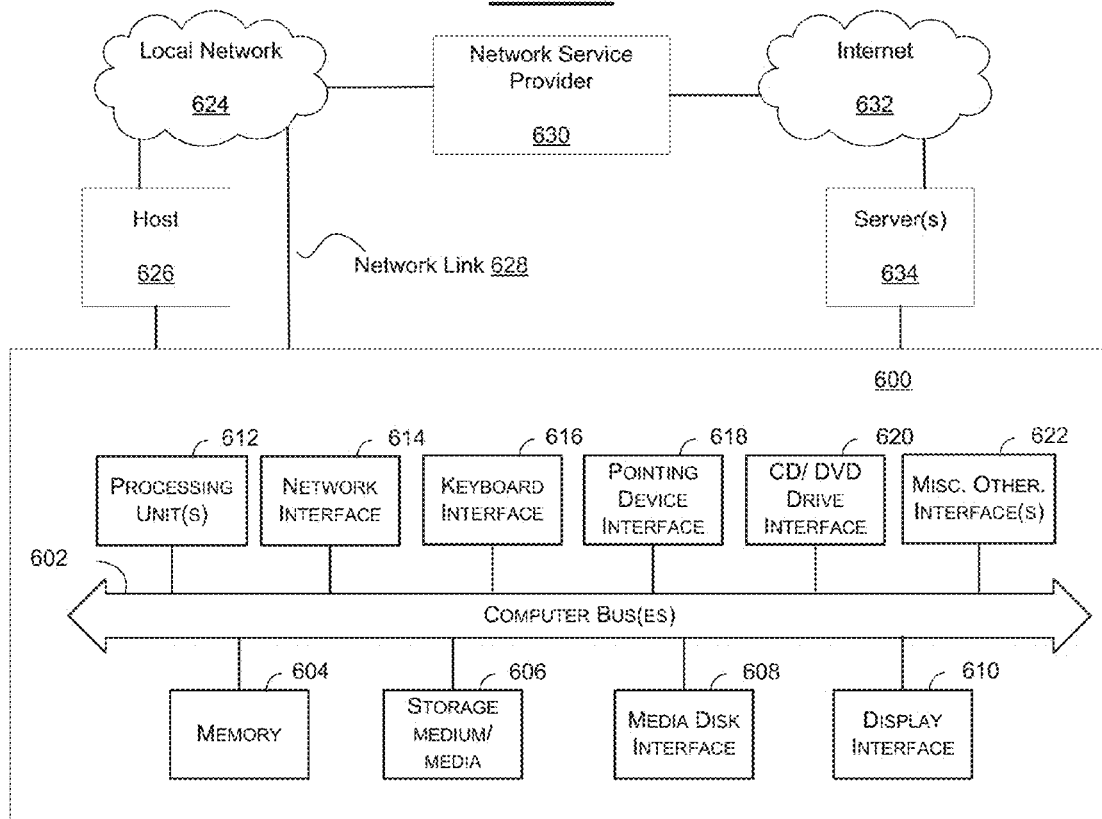 Local Network
624
Network Service
Provider
630
Internet
632
Host
626
Network Link 628
Server(s)
634
600
612
614
616
618
620
622
PROCESSING
UNIT(S)
NETWORK
INTERFACE
KEYBOARD
INTERFACE
POINTING
DEVICE
INTERFACE
CD/ DVD
DRIVE
INTERFACE
MISC. OTHER.
INTERFACE(S)
602
COMPUTER BUS(ES)
604
606
608
610
MEMORY
STORAGE
MEDIUM/
MEDIA
MEDIA DISK
INTERFACE
DISPLAY
INTERFACE